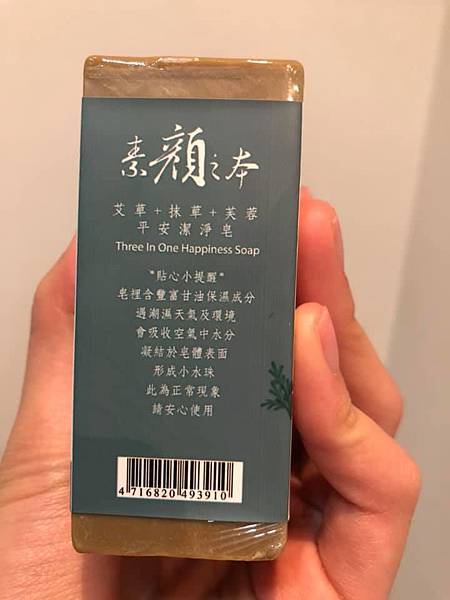 素顏之本
艾草+抹草+芙蓉
平安潔淨皂
Three In One Happiness Soap
"貼心小提醒"
皂裡含豐富甘油保濕成分
遇潮濕天氣及環境
會吸收空氣中水分
凝結於皂體表面
形成小水珠
此為正常現象
請安心使用
4 716820 493910